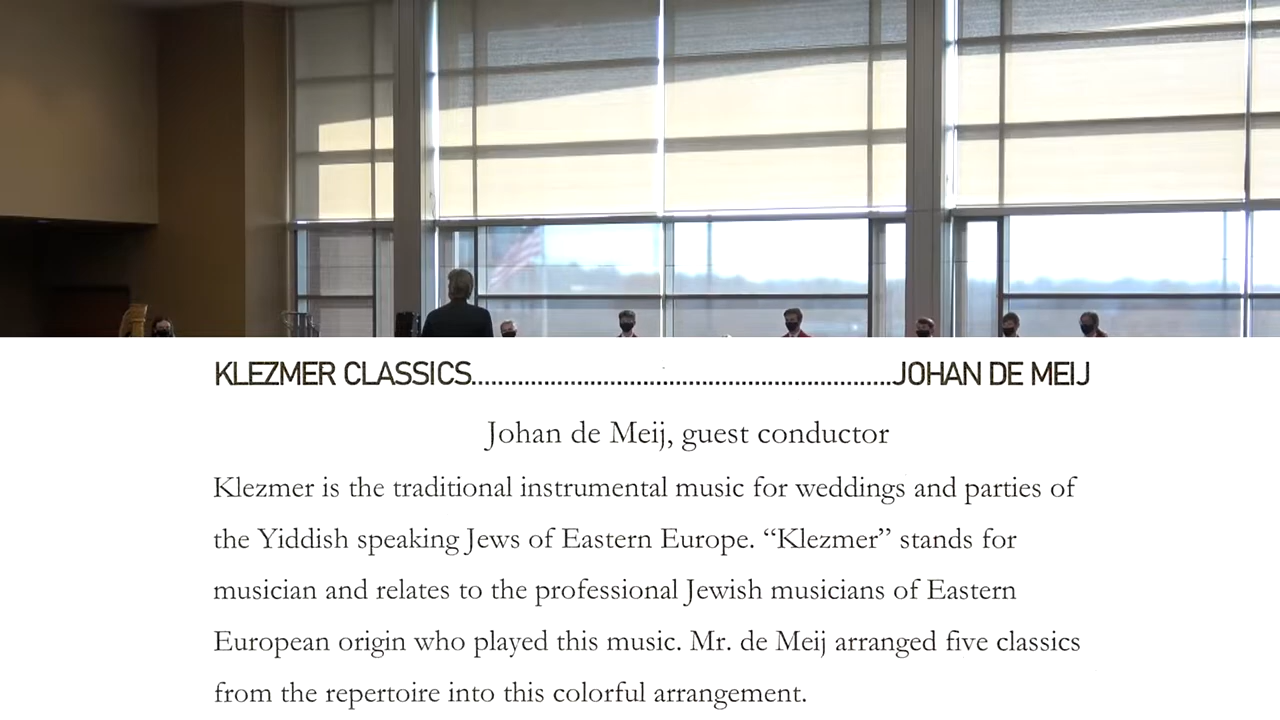 KLEZMER CLASSICS................................................................JOHAN DE MEIJ
Johan de Meij, guest conductor
Klezmer is the traditional instrumental music for weddings and parties of
the Yiddish speaking Jews of Eastern Europe. “Klezmer” stands for
musician and relates to the professional Jewish musicians of Eastern
European origin who played this music. Mr. de Meij arranged five classics
from the repertoire into this colorful arrangement.